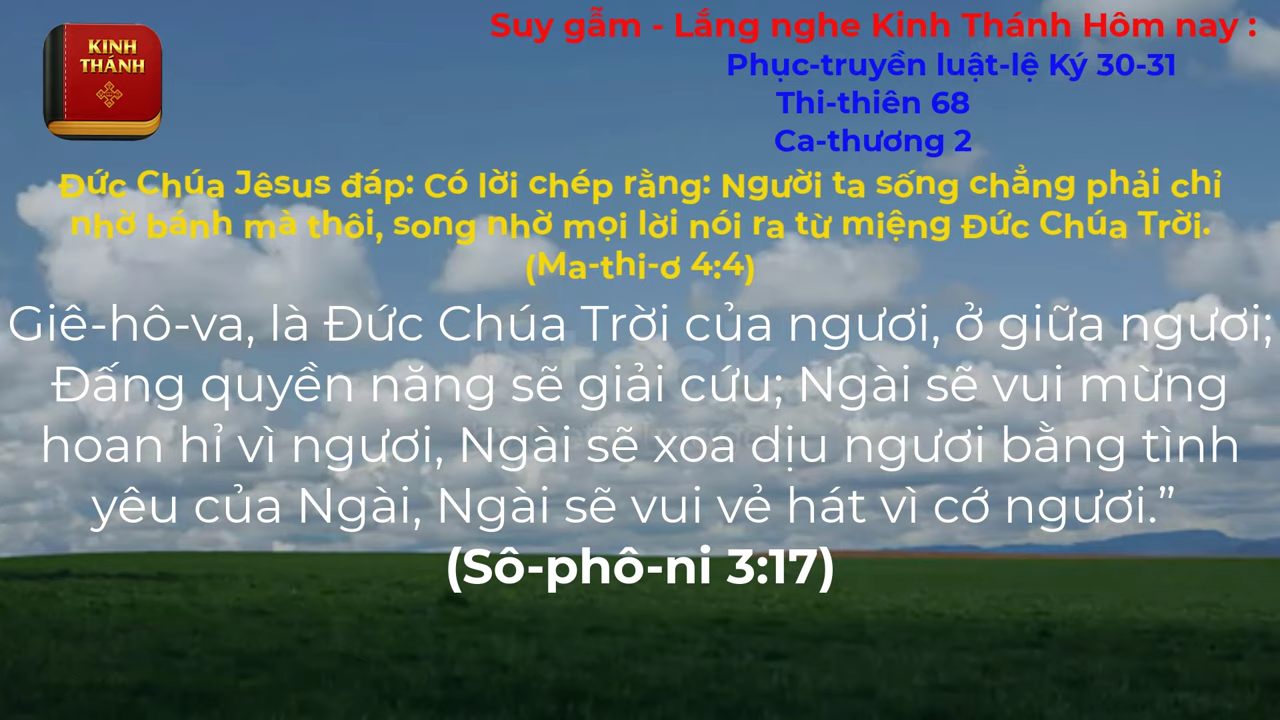 KINH
THÁNH
Suy gẫm - Lắng nghe Kinh Thánh Hôm nay :
Phục-truyền luật-lệ Ký 30-31
Thi-thiên 68
Ca-thương 2
Đức Chúa Jêsus đáp: Có lời chép rằng: Người ta sống chẳng phải chỉ
nhờ bánh mà thôi, song nhờ mọi lời nói ra từ miệng Đức Chúa Trời.
(Ma-thi-ơ 4:4)
Giê-hô-va, là Đức Chúa Trời của ngươi, ở giữa ngươi;
Đấng quyền năng sẽ giải cứu; Ngài sẽ vui mừng
hoan hỉ vì ngươi, Ngài sẽ xoa dịu ngươi bằng tình
yêu của Ngài, Ngài sẽ vui vẻ hát vì cớ ngươi.”
(Sô-phô-ni 3:17)